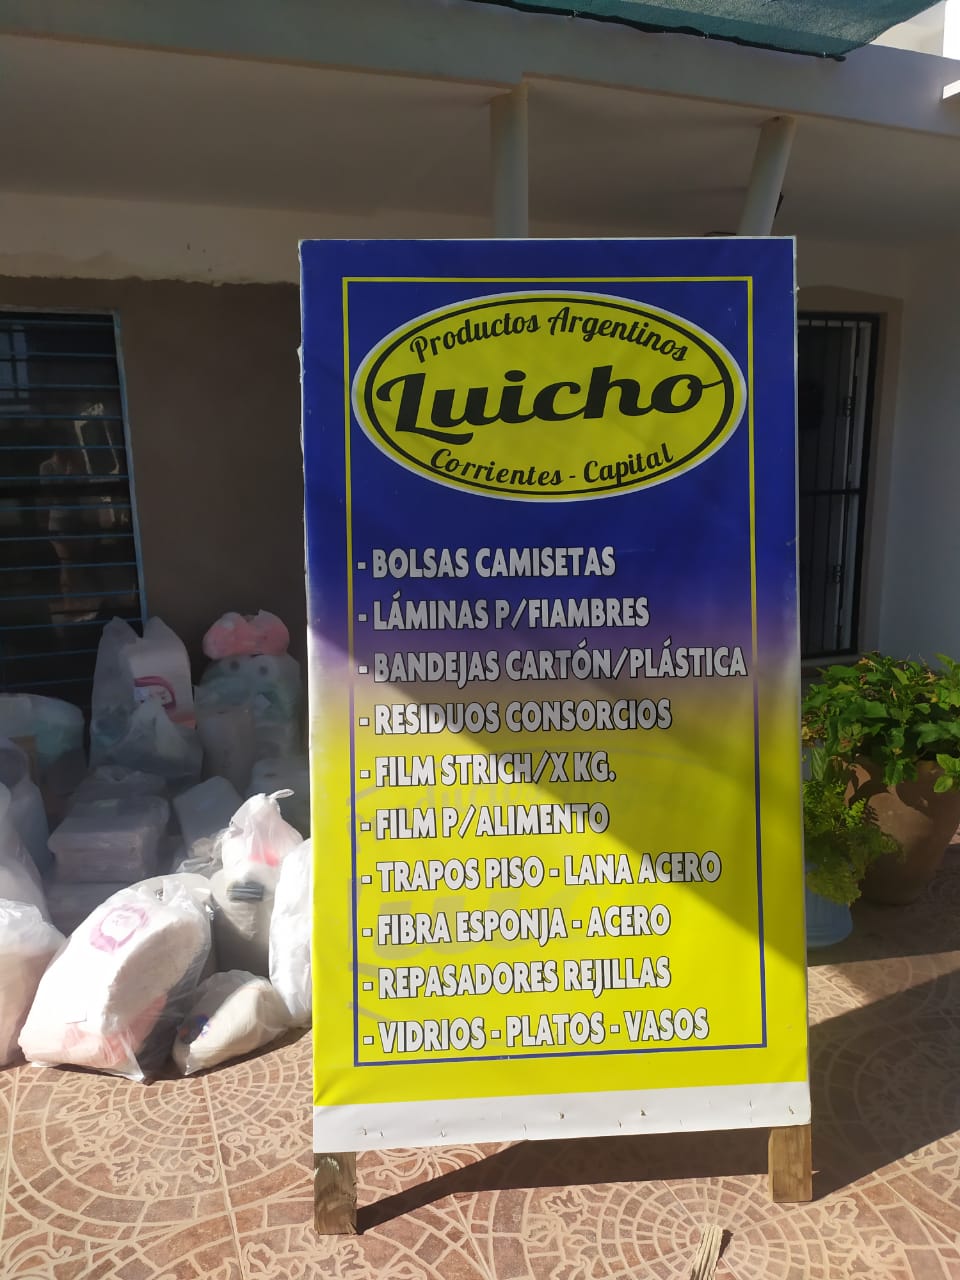 Productos Argentinos
Luicho
Corrientes - Capital
- BOLSAS CAMISETAS
- LÁMINAS P/FIAMBRES
- BANDEJAS CARTÓN/PLÁSTICA
- RESIDUOS CONSORCIOS
- FILM STRICH/X KG.
- FILM P/ALIMENTO
- TRAPOS PISO - LANA ACERO
- FIBRA ESPONJA - ACERO
- REPASADORES REJILLAS
- VIDRIOS - PLATOS - VASOS